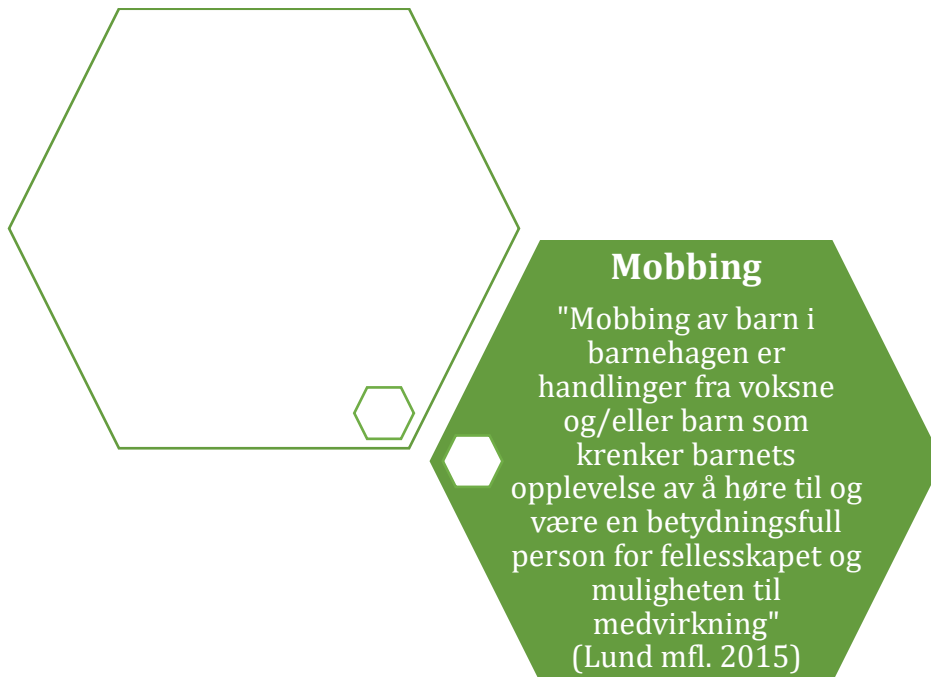 Mobbing
"Mobbing av barn i
barnehagen er
handlinger fra voksne
og/eller barn som
krenker barnets
opplevelse av å høre til og
være en betydningsfull
person for fellesskapet og
muligheten til
medvirkning"
(Lund mfl. 2015)